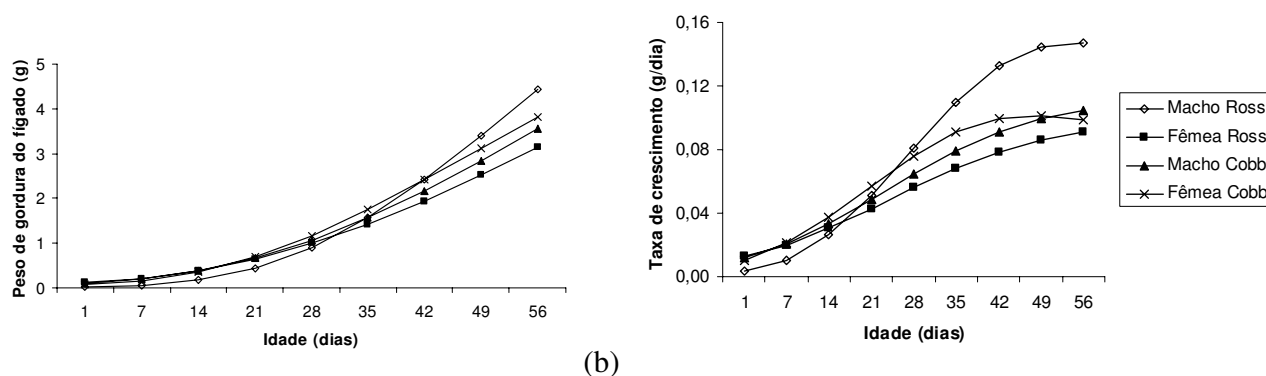 Peso de gordura do fígado (g)
5
4
3
2
1
0
1 7 14 21 28 35 42 49 56
Idade (dias)
(b)
Taxa de crescimento (g/dia)
0,16
0,12
0,08
0,04
0,00
1 7 14 21 28 35 42 49 56
Idade (dias)
Macho Ross
Fêmea Ross
Macho Cobb
Fêmea Cobb